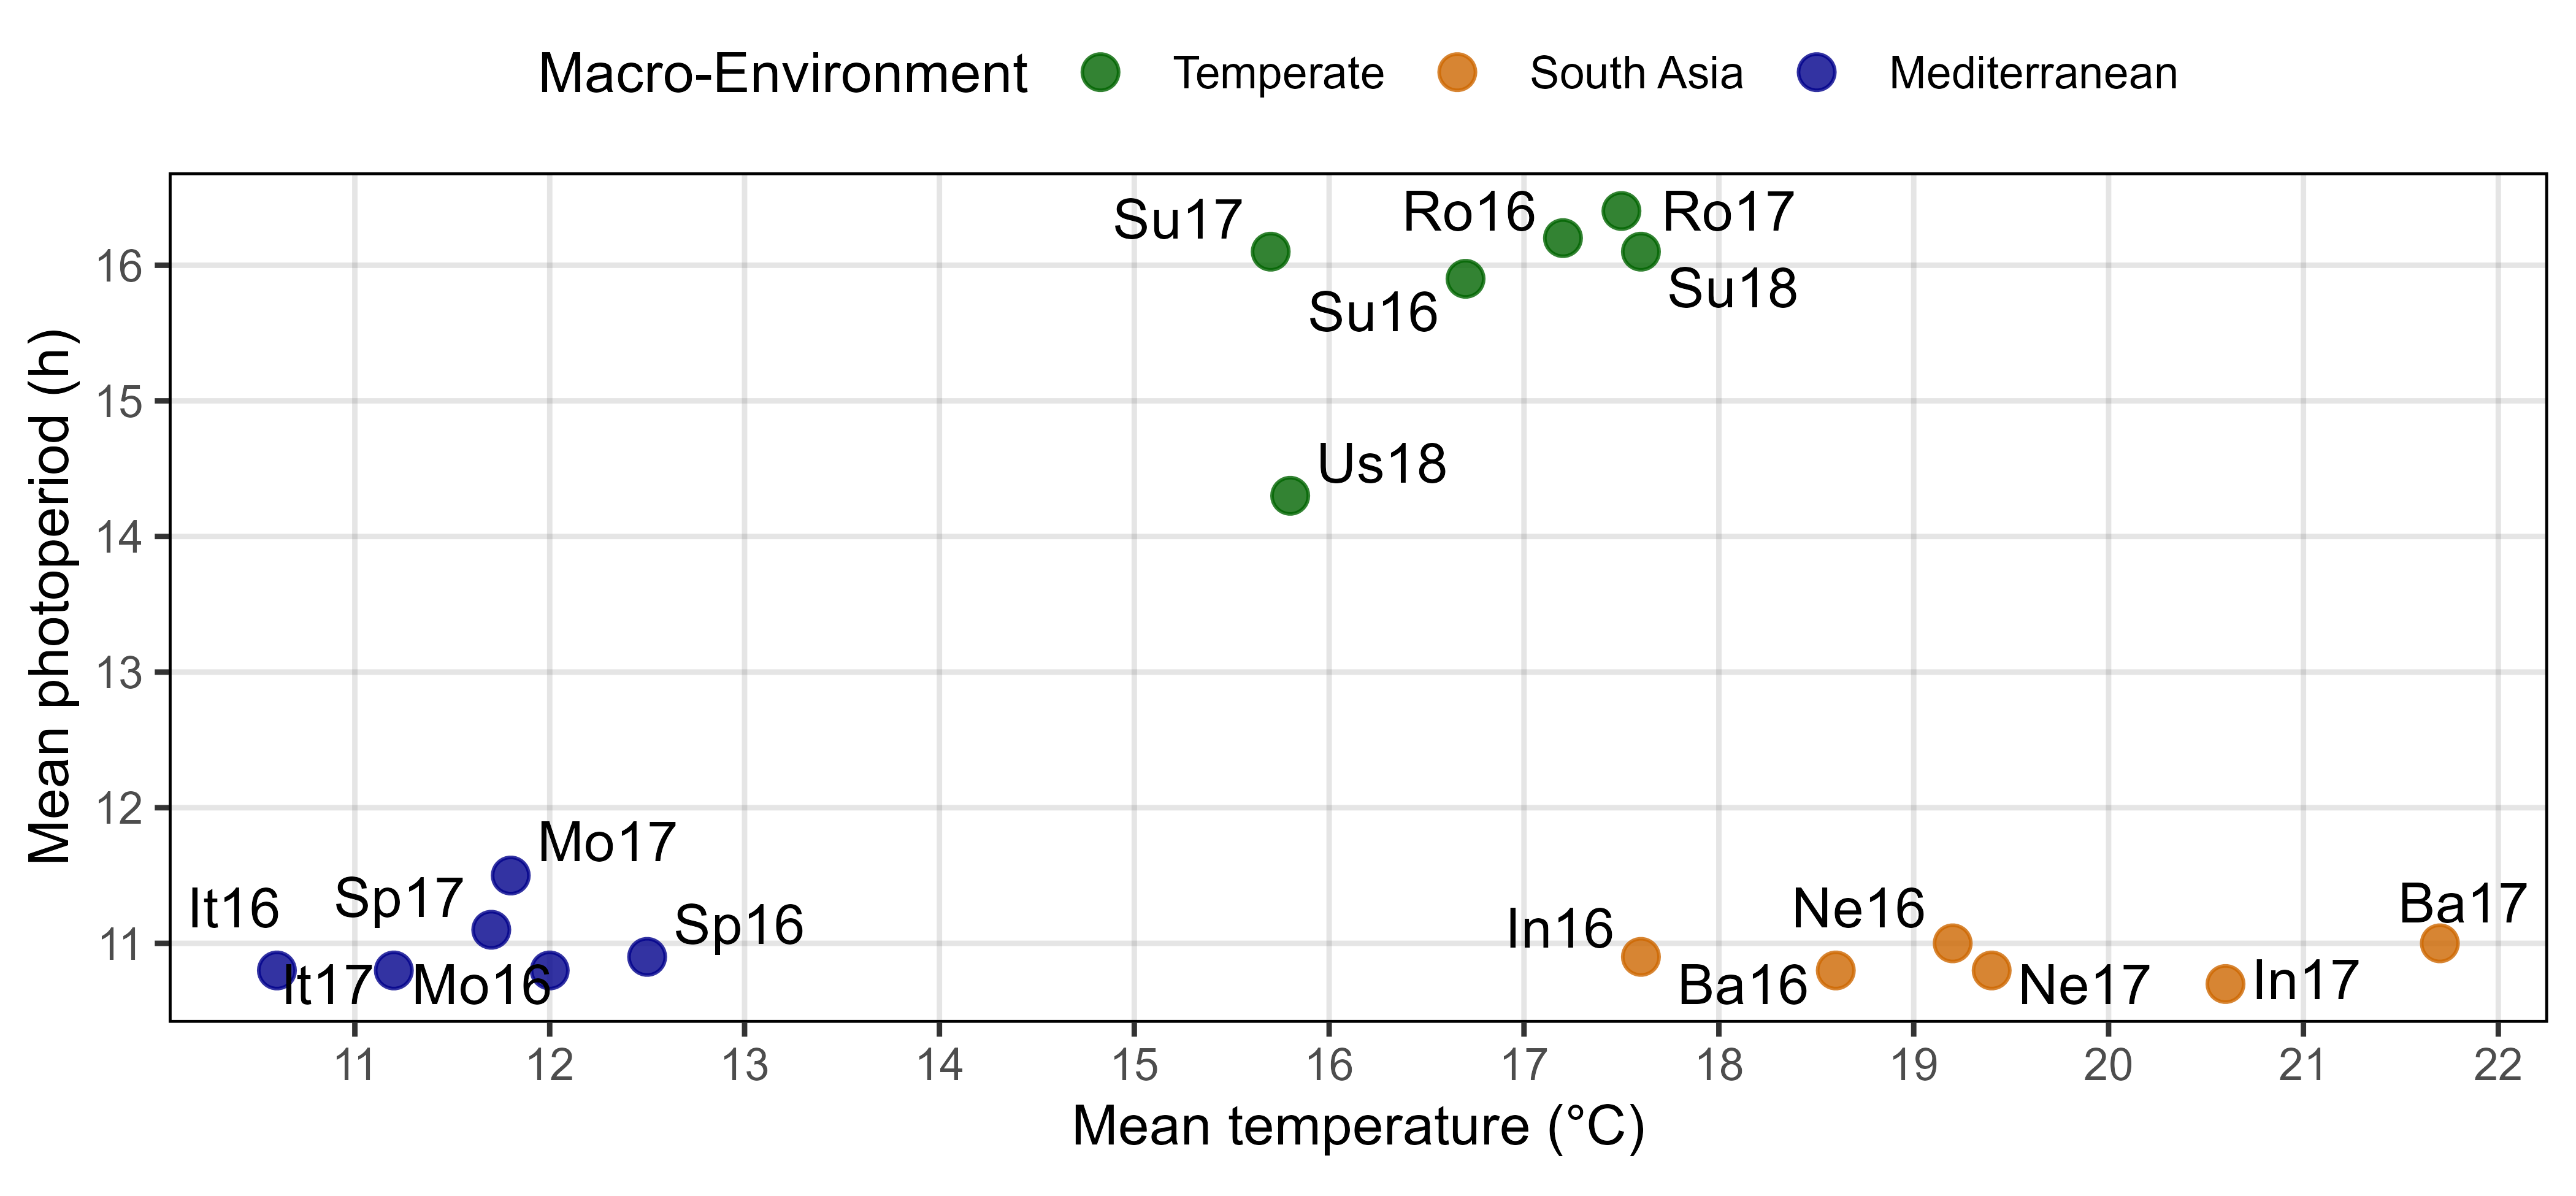 Macro-Environment Temperate South Asia Mediterranean
Mean photoperiod (h)
16
15
14
13
12
11
Su17
Ro16
Ro17
Su16
Su18
Us18
Mo17
It16
Sp17
Sp16
It17
Mo16
In16
Ne16
Ba17
Ba16
Ne17
In17
11 12 13 14 15 16 17 18 19 20 21 22
Mean temperature (°C)